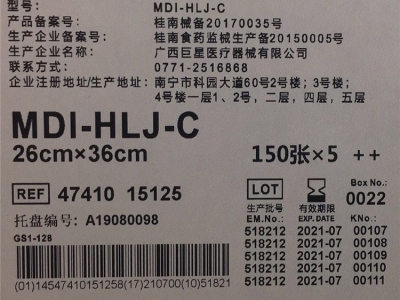 型号: MDI-HLJ-C
产品备案号: 桂南械备20170035号
生产企业备案号: 桂南食药监械生产备20150005号
生产企业: 广西巨星医疗器械有限公司
联系方式: 0771-2516868
企业注册地址/生产地址: 南宁市科园大道60号2号楼; 3号楼;
4号楼一层1、2号, 二层, 四层, 五层
MDI-HLJ-C
26cm×36cm 150张×5 ++
REF 47410 15125
托盘编号: A19080098
GS1-128
(01)14547410151258(17)210700(10)51821
LOT Box No.
生产批号 有效期限 0022
EM.No. EXP.DATE KNo.:
518212 2021-07 00107
518212 2021-07 00108
518212 2021-07 00109
518212 2021-07 00110
518212 2021-07 00111